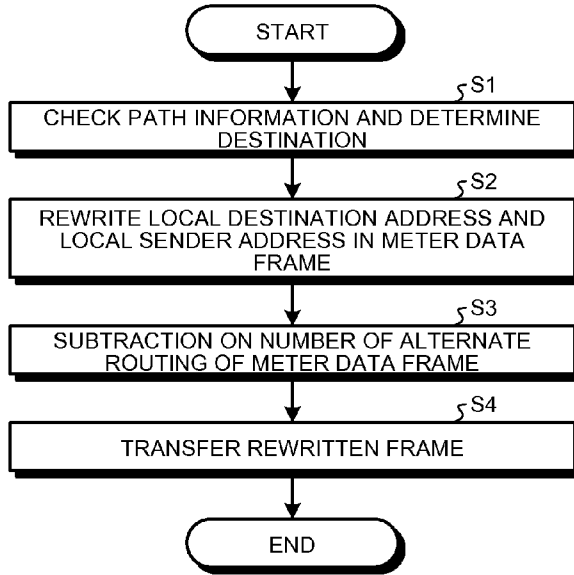 START
S1
CHECK PATH INFORMATION AND DETERMINE
DESTINATION
S2
REWRITE LOCAL DESTINATION ADDRESS AND
LOCAL SENDER ADDRESS IN METER DATA
FRAME
S3
SUBTRACTION ON NUMBER OF ALTERNATE
ROUTING OF METER DATA FRAME
S4
TRANSFER REWRITTEN FRAME
END